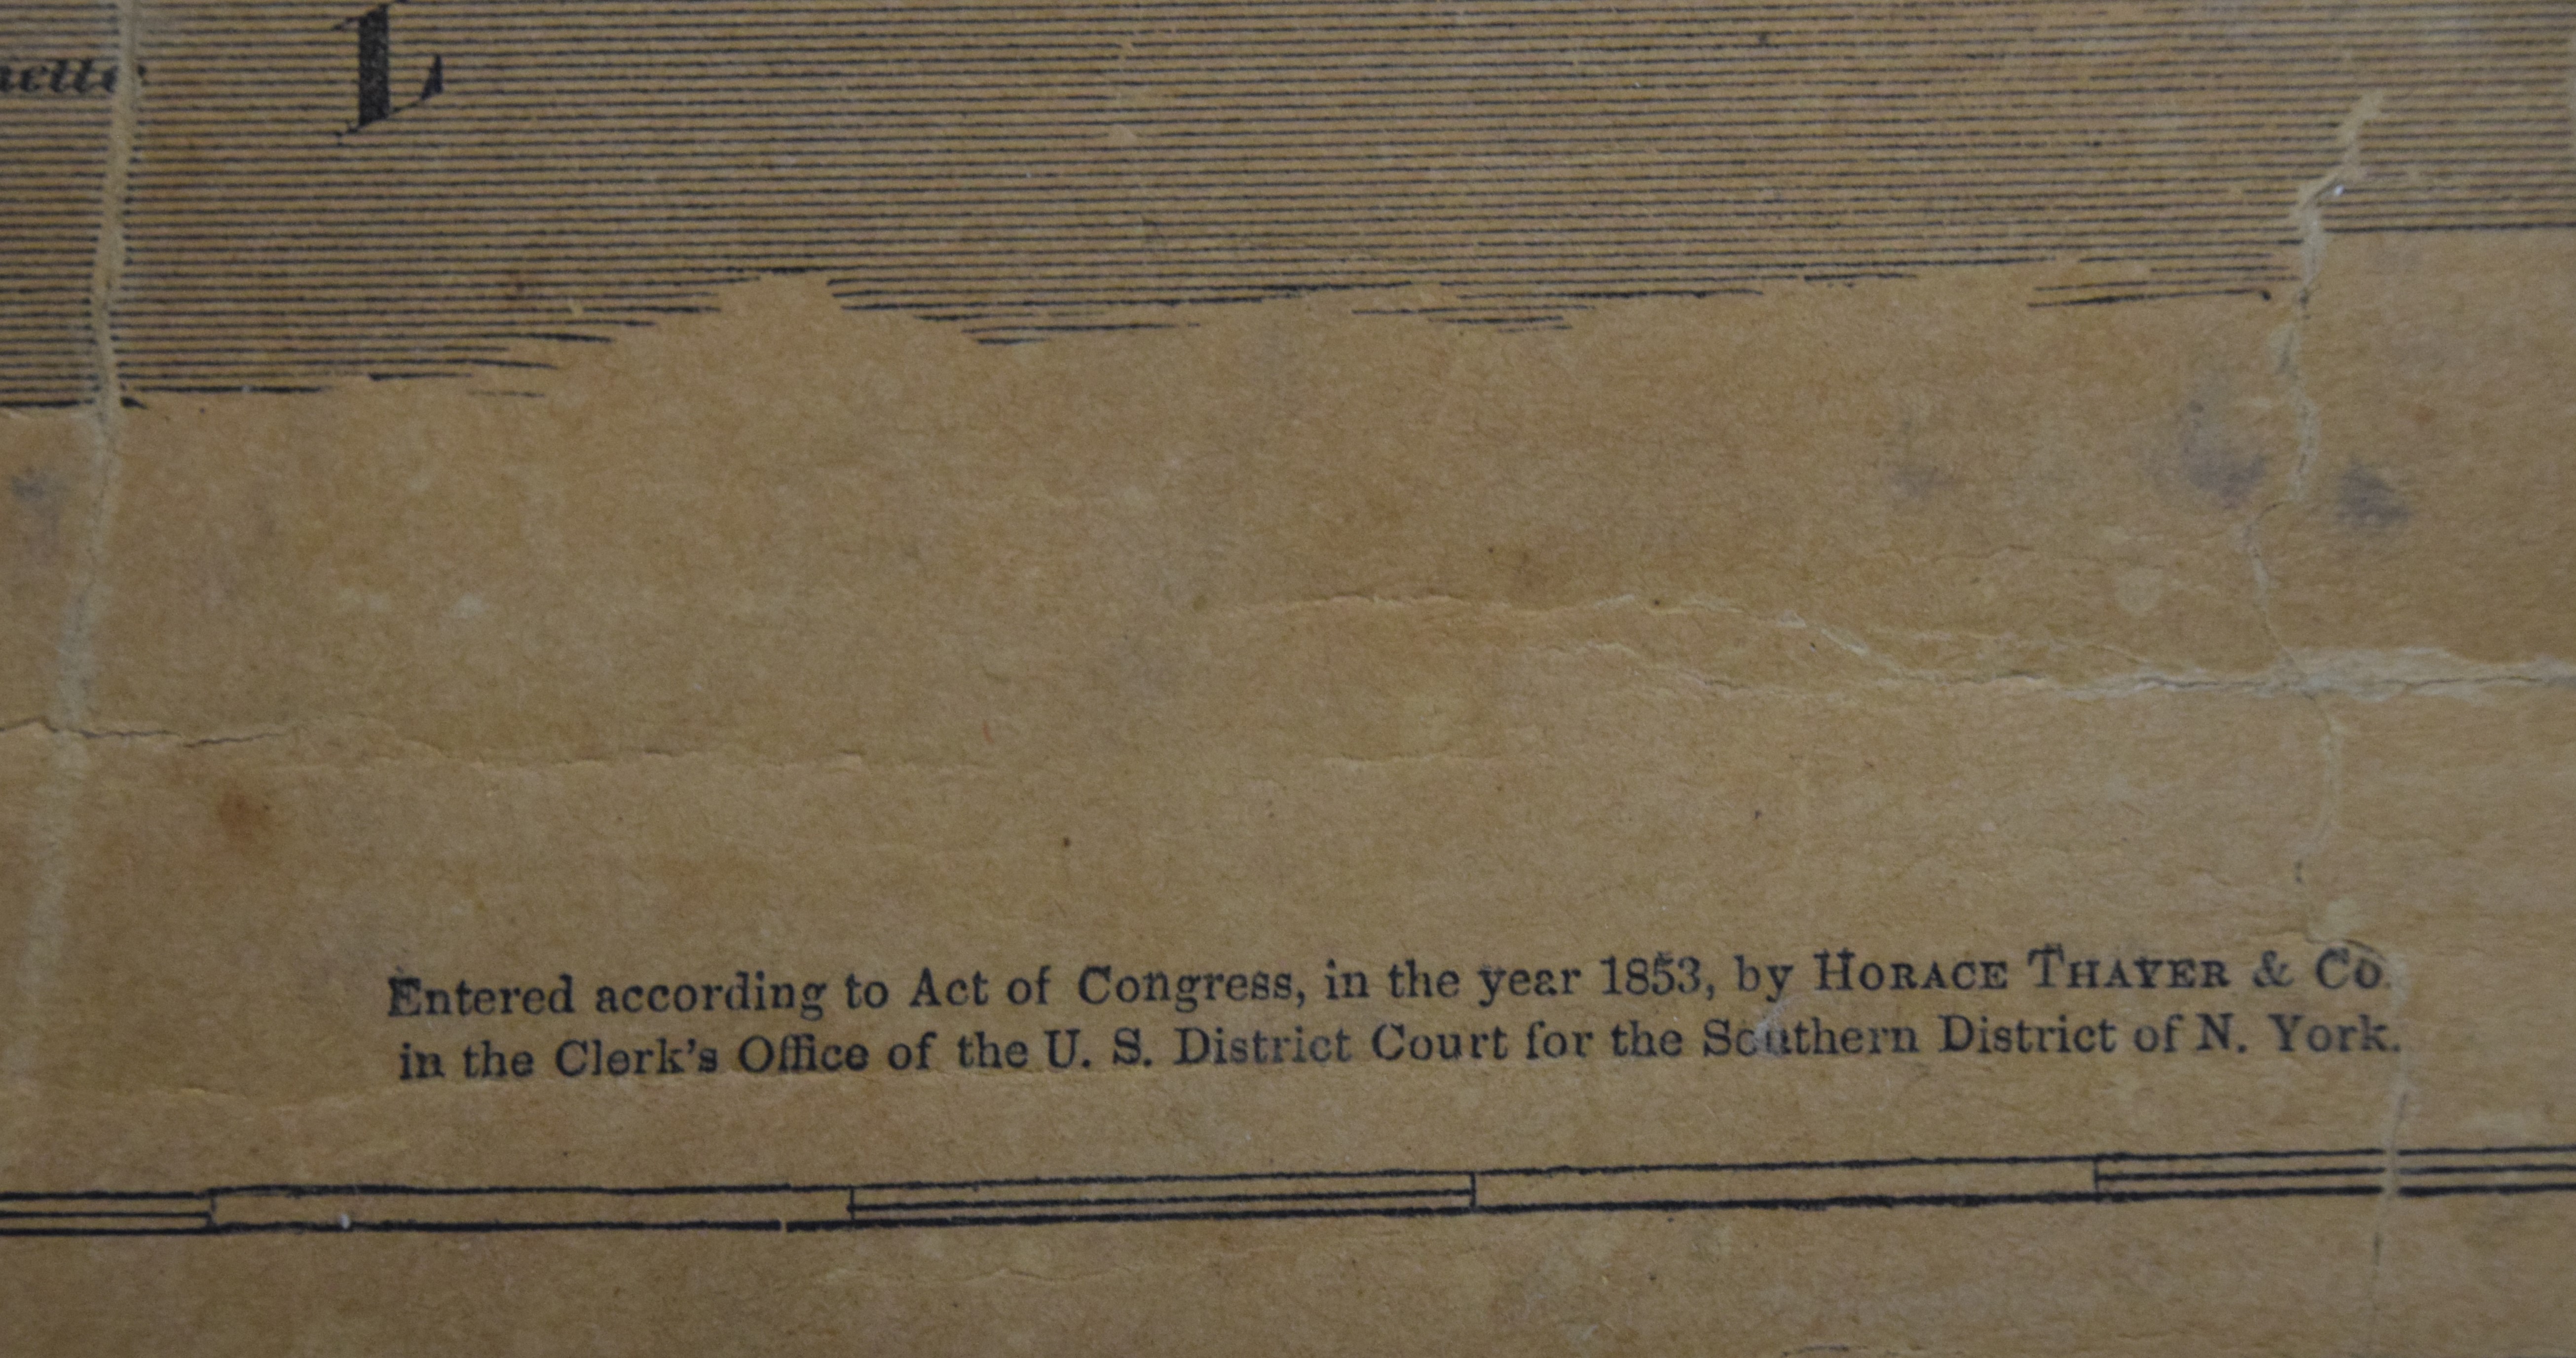 L
Entered according to Act of Congress, in the year 1853, by HORACE THAYER & Co.
in the Clerk's Office of the U. S. District Court for the Southern District of N. York.